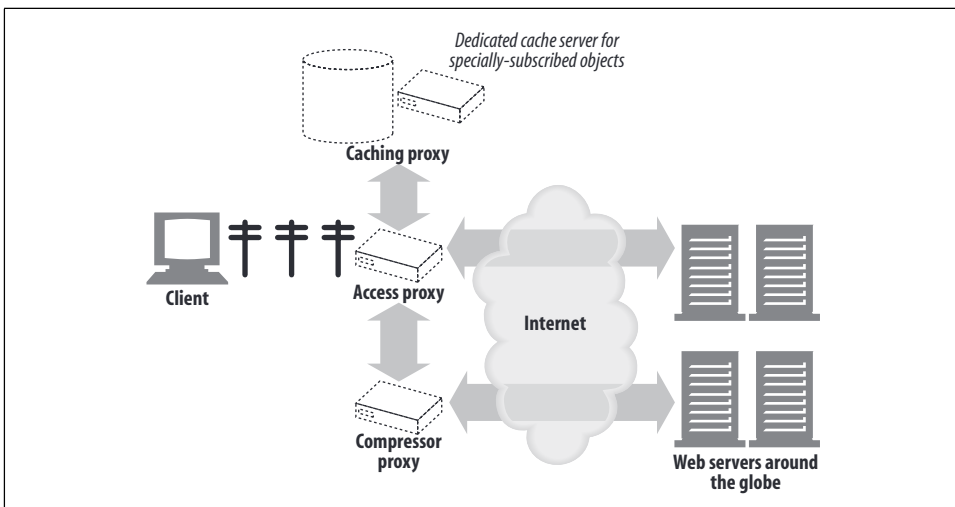 Dedicated cache server for
specially-subscribed objects
Caching proxy
Client
Access proxy
Internet
Compressor
proxy
Web servers around
the globe